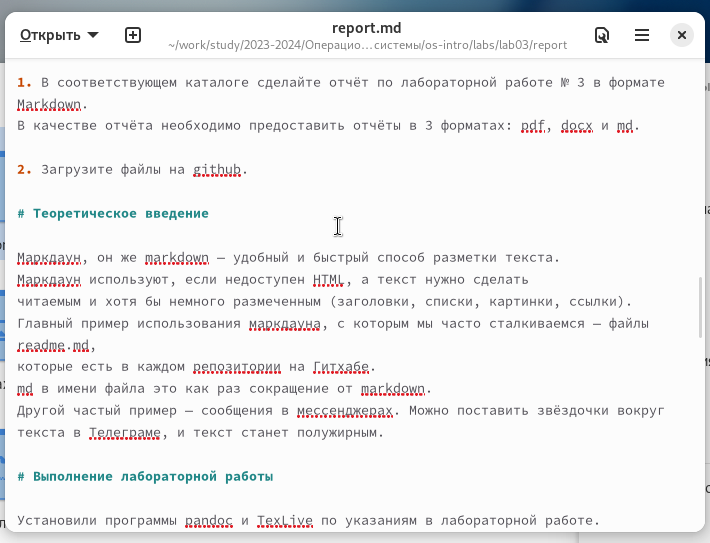 Открыть
report.md
~/work/study/2023-2024/Операцио…системы/os-intro/labs/lab03/report
1. В соответствующем каталоге сделайте отчёт по лабораторной работе № 3 в формате
Markdown.
В качестве отчёта необходимо предоставить отчёты в 3 форматах: pdf, docx и md.
2. Загрузите файлы на github.
# Теоретическое введение
Маркдаун, он же markdown — удобный и быстрый способ разметки текста.
Маркдаун используют, если недоступен HTML, а текст нужно сделать
читаемым и хотя бы немного размеченным (заголовки, списки, картинки, ссылки).
Главный пример использования маркдауна, с которым мы часто сталкиваемся — файлы
readme.md,
которые есть в каждом репозитории на Гитхабе.
md в имени файла это как раз сокращение от markdown.
Другой частый пример — сообщения в мессенджерах. Можно поставить звёздочки вокруг
текста в Телеграме, и текст станет полужирным.
# Выполнение лабораторной работы
Установили программы pandoc и TexLive по указаниям в лабораторной работе.